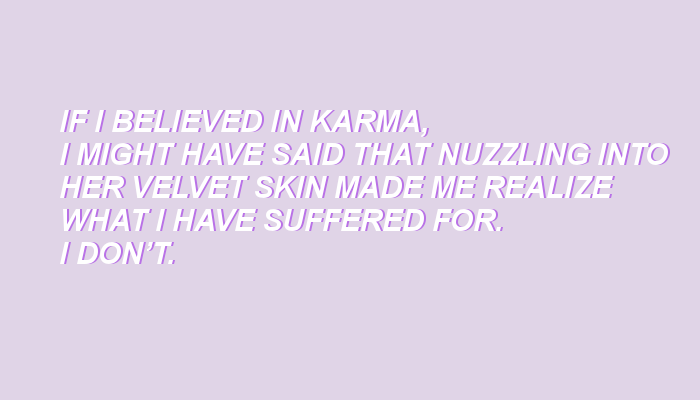 IF I BELIEVED IN KARMA,
I MIGHT HAVE SAID THAT NUZZLING INTO
HER VELVET SKIN MADE ME REALIZE
WHAT I HAVE SUFFERED FOR.
I DON'T.